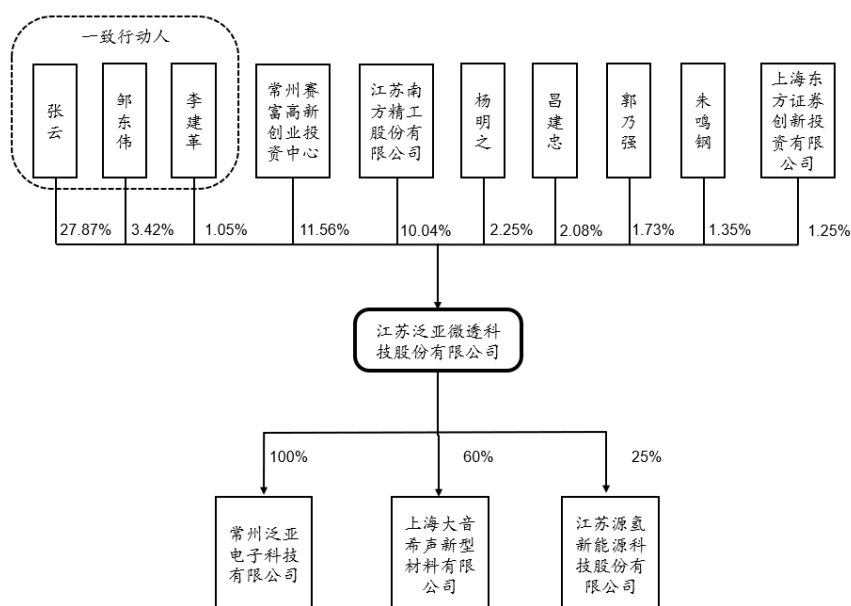 一致行动人
张云
邹东伟
李建革
常州赛
富高新
创业投
资中心
江苏南
方精工
股份有
限公司
杨明之
昌建忠
郭乃强
朱鸣钢
上海东
方证券
创新投
资有限
公司
27.87%
3.42%
1.05%
11.56%
10.04%
2.25%
2.08%
1.73%
1.35%
1.25%
江苏泛亚微透科
技股份有限公司
100%
60%
25%
常州泛亚
电子科技
有限公司
上海大音
希声新型
材料有限
公司
江苏源氢
新能源科
技股份有
限公司